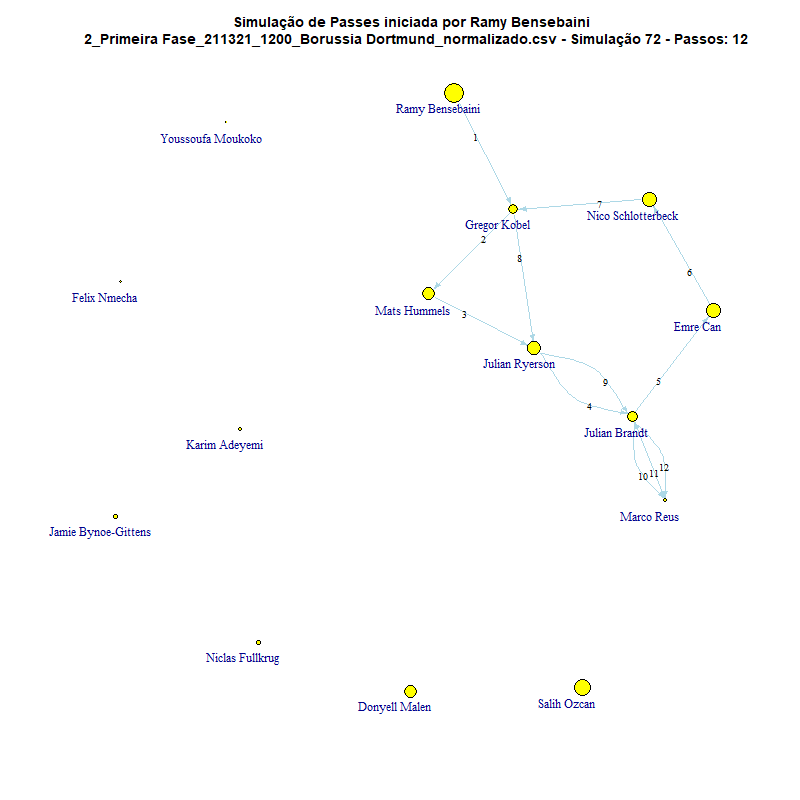 Simulação de Passes iniciada por Ramy Bensebaini
2_Primeira Fase_211321_1200_Borussia Dortmund_normalizado.csv - Simulação 72 - Passos: 12
Ramy Bensebaini
Youssoufa Moukoko
1
7
Nico Schlotterbeck
Gregor Kobel
2
8
6
Felix Nmecha
Mats Hummels
3
Emre Can
Julian Ryerson
9
5
4
Julian Brandt
Karim Adeyemi
12
11
10
Marco Reus
Jamie Bynoe-Gittens
Niclas Fullkrug
Donyell Malen
Salih Ozcan